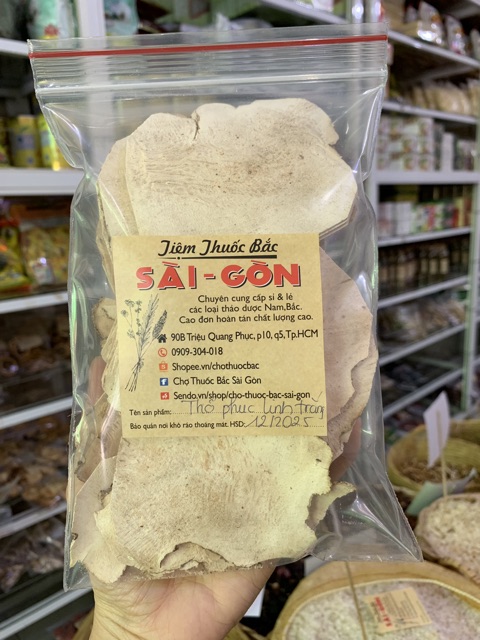 Tiệm Thuốc Bắc
SÀI-GÒN
Chuyên cung cấp sỉ & lẻ
các loại thảo dược Nam,Bắc.
Cao đơn hoàn tán chất lượng cao.
90B Triệu Quang Phục, p10, q5,Tp.HCM
0909-304-018
Shopee.vn/chothuocbac
Chợ Thuốc Bắc Sài Gòn
Sendo.vn/shop/cho-thuoc-bac-sai-gon
Tên sản phẩm: Thổ phục linh trắng
Bảo quản nơi khô ráo thoáng mát. HSD: 12/2025